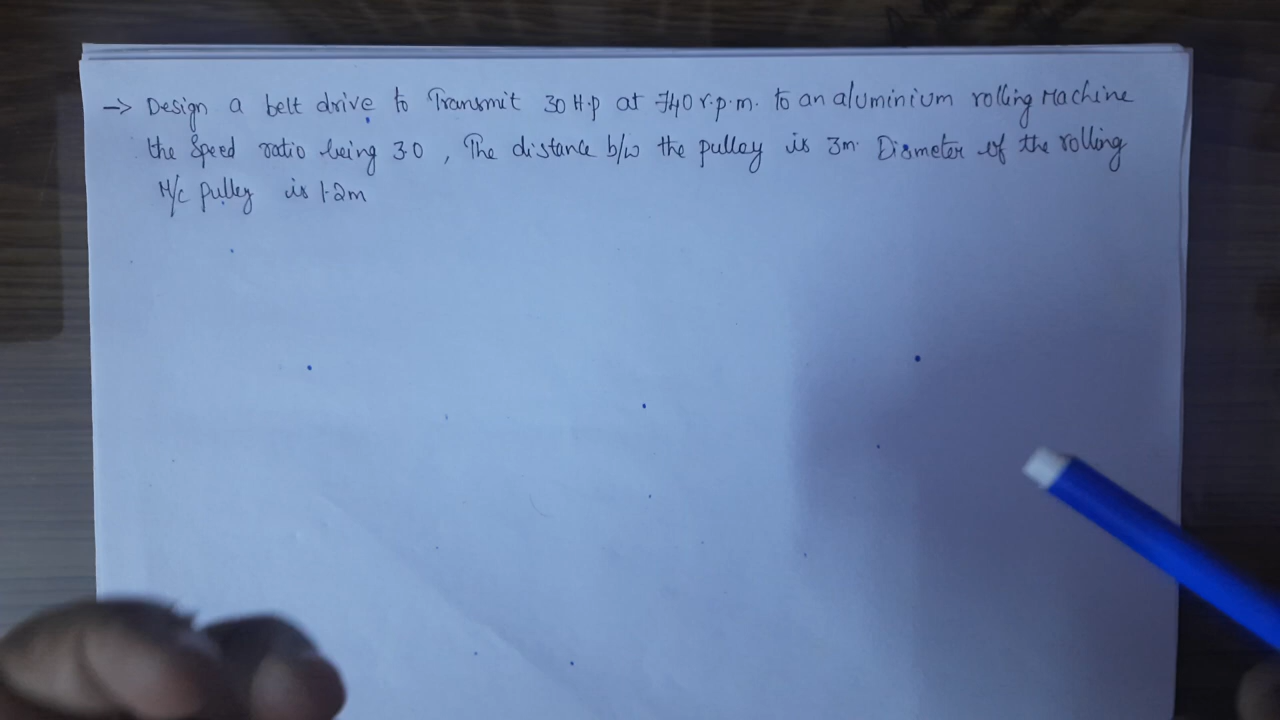 → Design a belt drive to Transmit 30 H.p at 740 r.p.m. to an aluminium rolling Machine
the Speed ratio being 3.0 , The distance b/w the pulley is 3m. Diameter of the rolling
M/c pulley is 1.2m